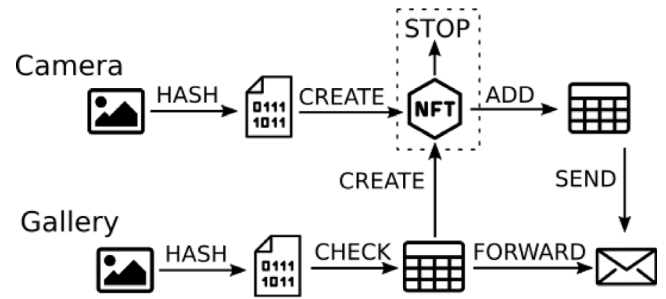 STOP
Camera
HASH
CREATE
ADD
0111
1011
NFT
CREATE
SEND
Gallery
HASH
CHECK
FORWARD
0111
1011